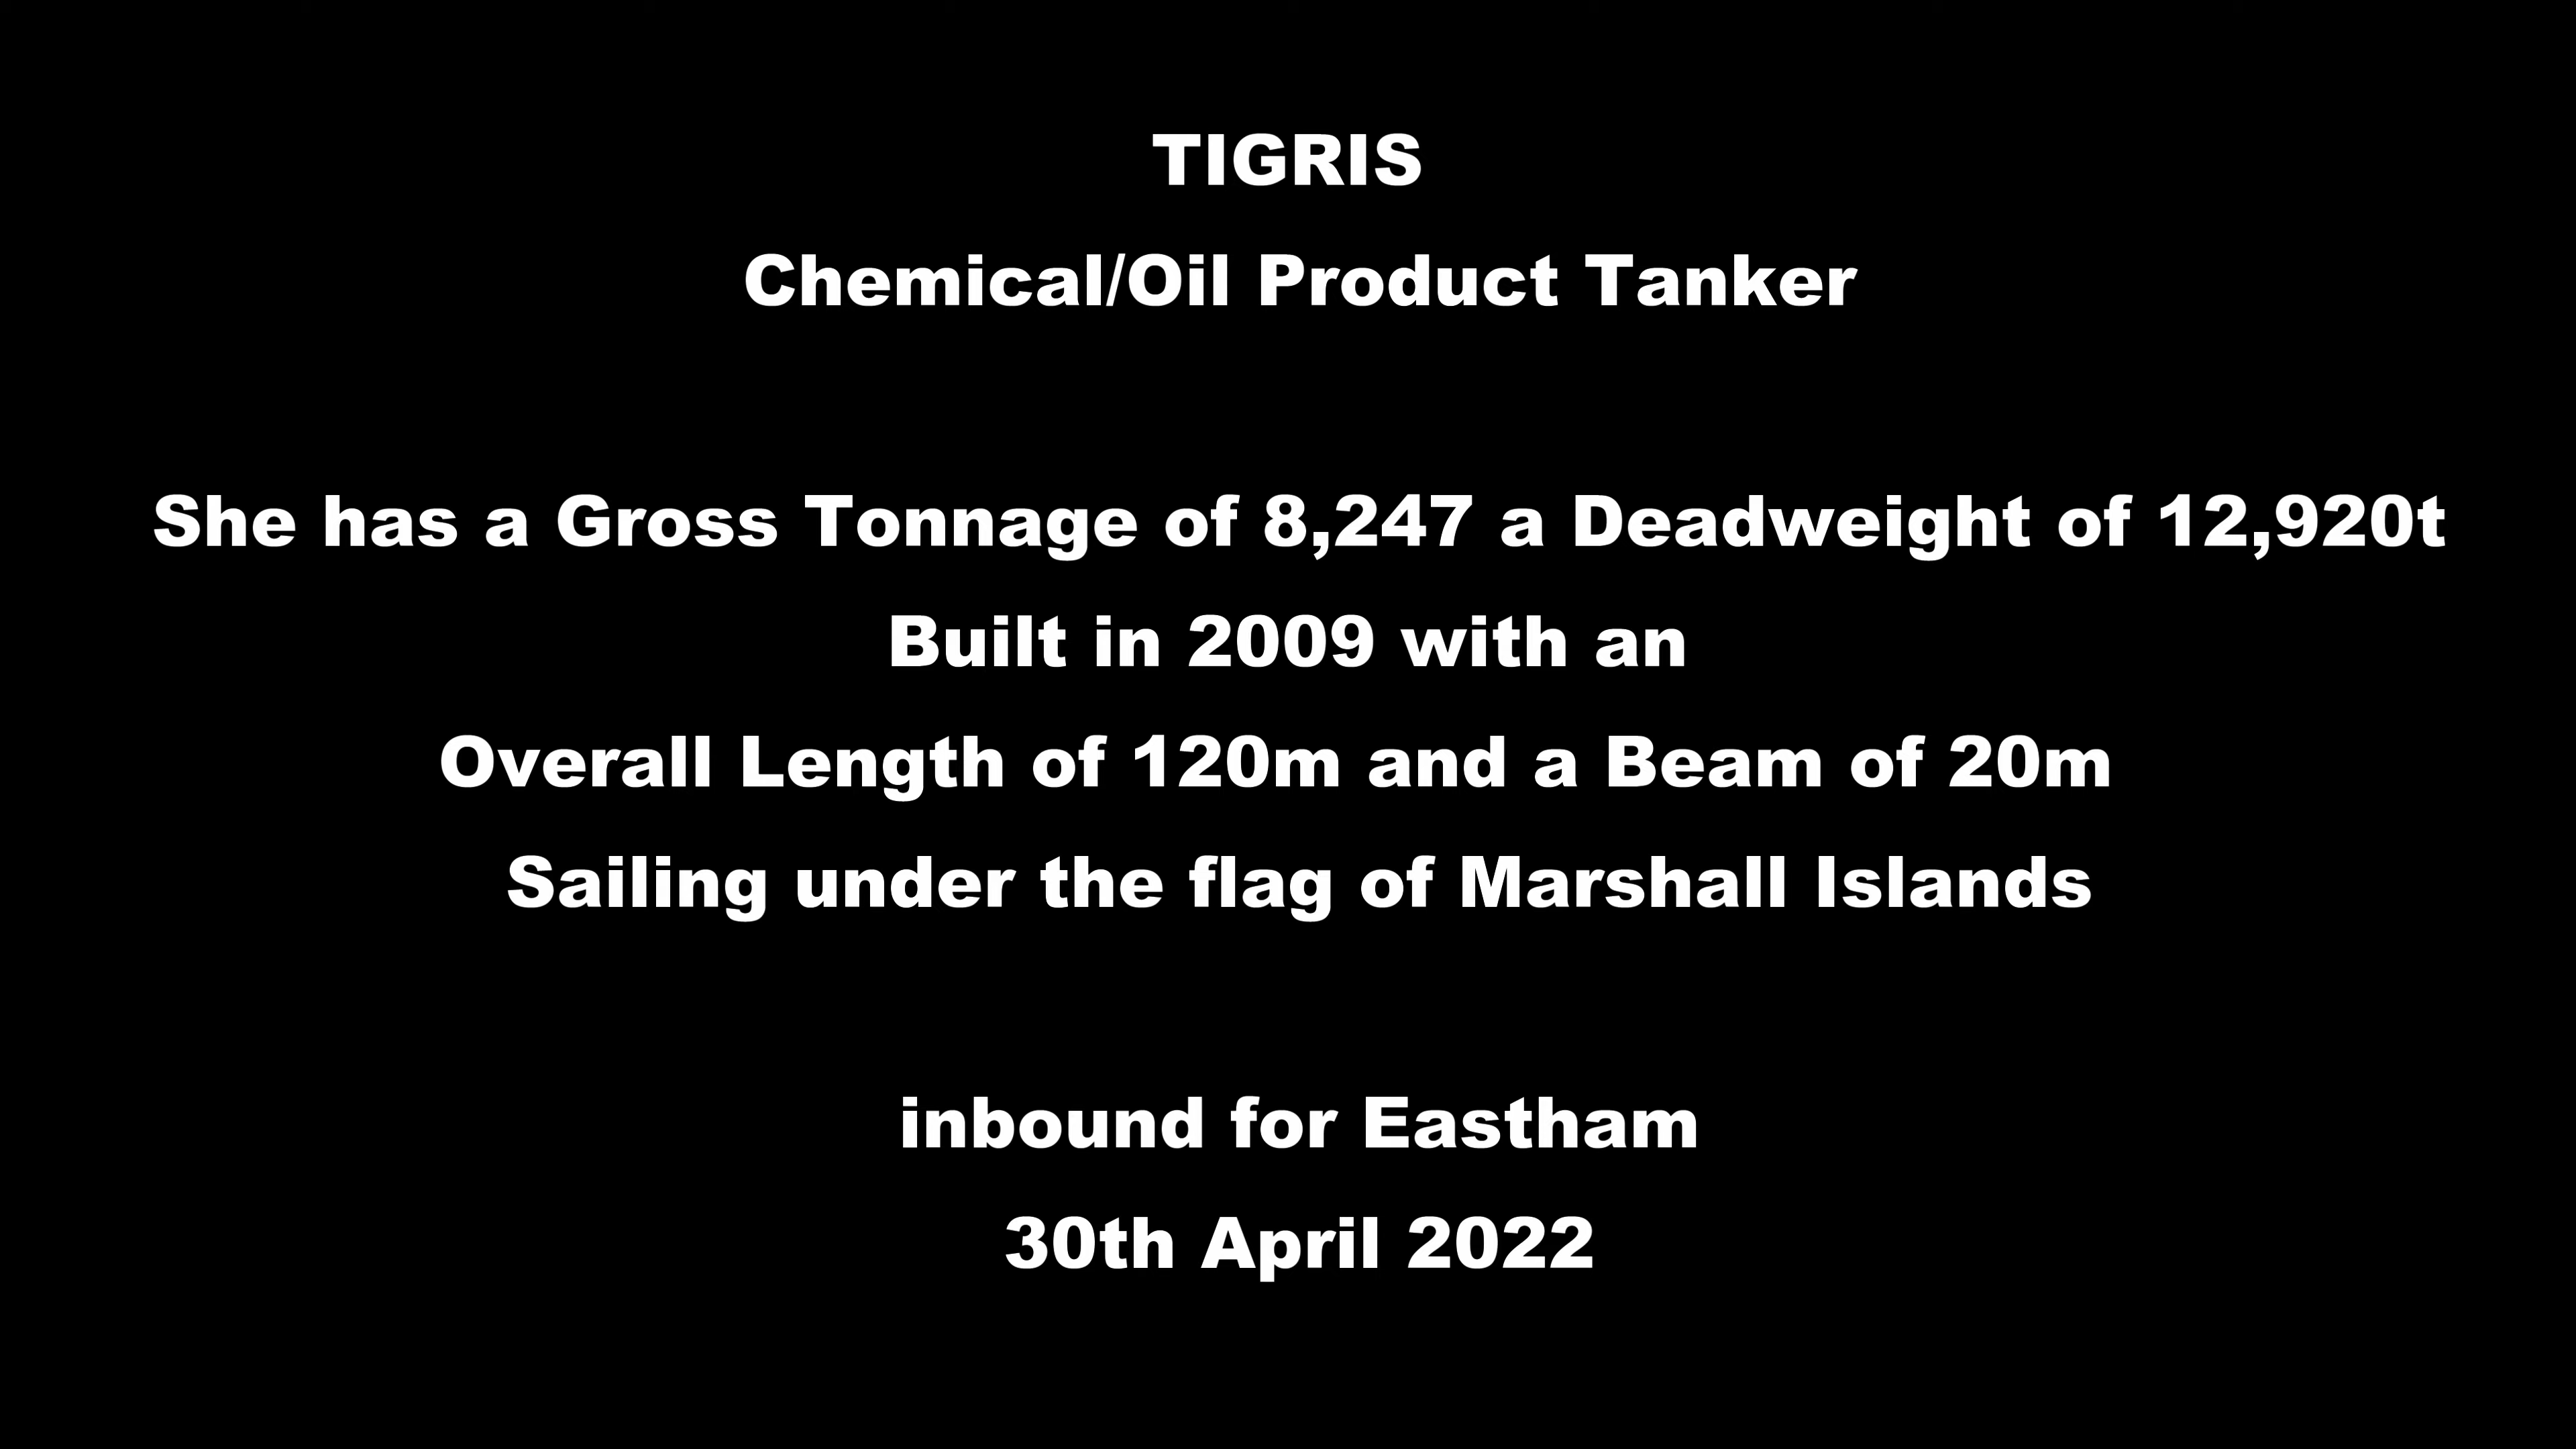 TIGRIS
Chemical/Oil Product Tanker
She has a Gross Tonnage of 8,247 a Deadweight of 12,920t
Built in 2009 with an
Overall Length of 120m and a Beam of 20m
Sailing under the flag of Marshall Islands
inbound for Eastham
30th April 2022